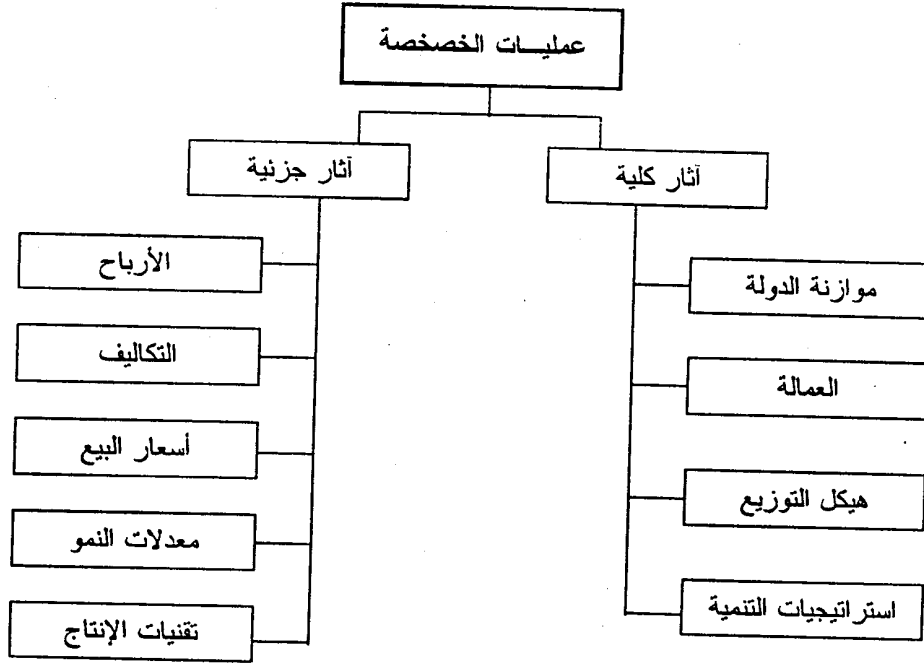 عمليات الخصخصة
آثار كلية
موازنة الدولة
العمالة
هيكل التوزيع
استراتيجيات التنمية
آثار جزئية
الأرباح
التكاليف
أسعار البيع
معدلات النمو
تقنيات الإنتاج